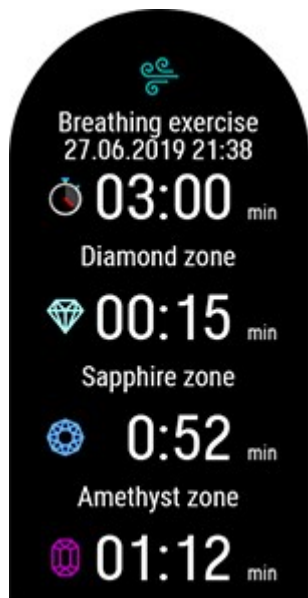 Breathing exercise
27.06.2019 21:38
03:00 min
Diamond zone
00:15 min
Sapphire zone
0:52 min
Amethyst zone
01:12 min